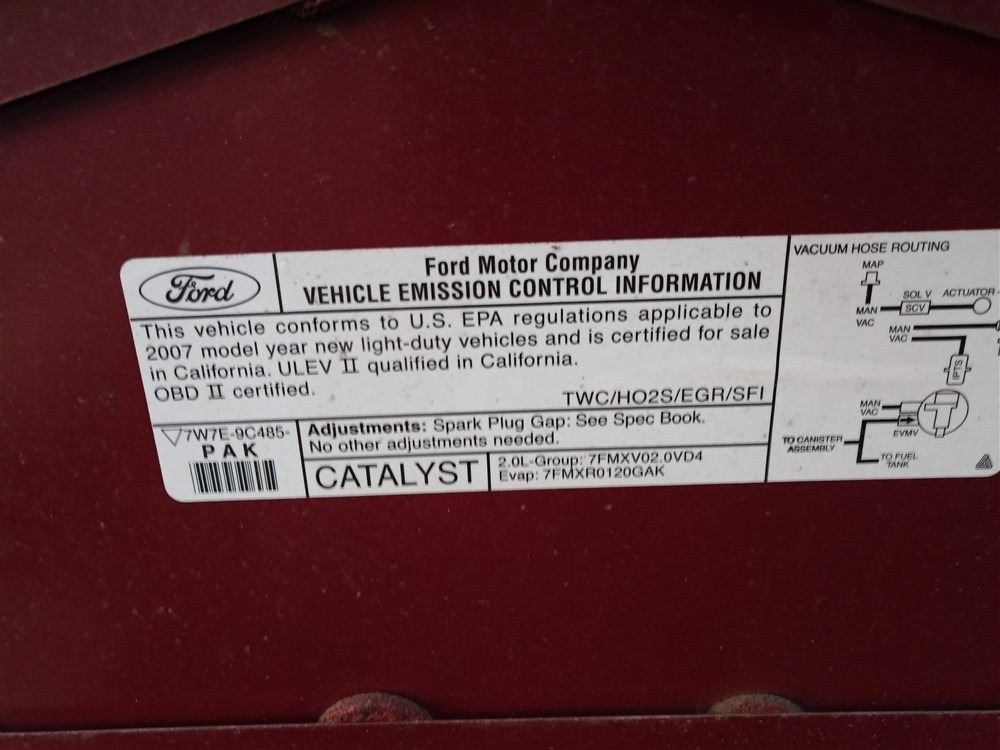 Ford
Ford Motor Company
VEHICLE EMISSION CONTROL INFORMATION
This vehicle conforms to U.S. EPA regulations applicable to
2007 model year new light-duty vehicles and is certified for sale
in California. ULEV II qualified in California.
OBD II certified.
TWC/HO2S/EGR/SFI
7W7E-9C485-
PAK
Adjustments: Spark Plug Gap: See Spec Book.
No other adjustments needed.
CATALYST
2.0L-Group: 7FMXV02.0VD4
Evap: 7FMXR0120GAK
VACUUM HOSE ROUTING
MAP
SOL V
ACTUATOR
MAN
VAC
SCV
MAN
VAC
IPTS
MAN
VAC
EVMV
TO CANISTER
ASSEMBLY
TO FUEL
TANK